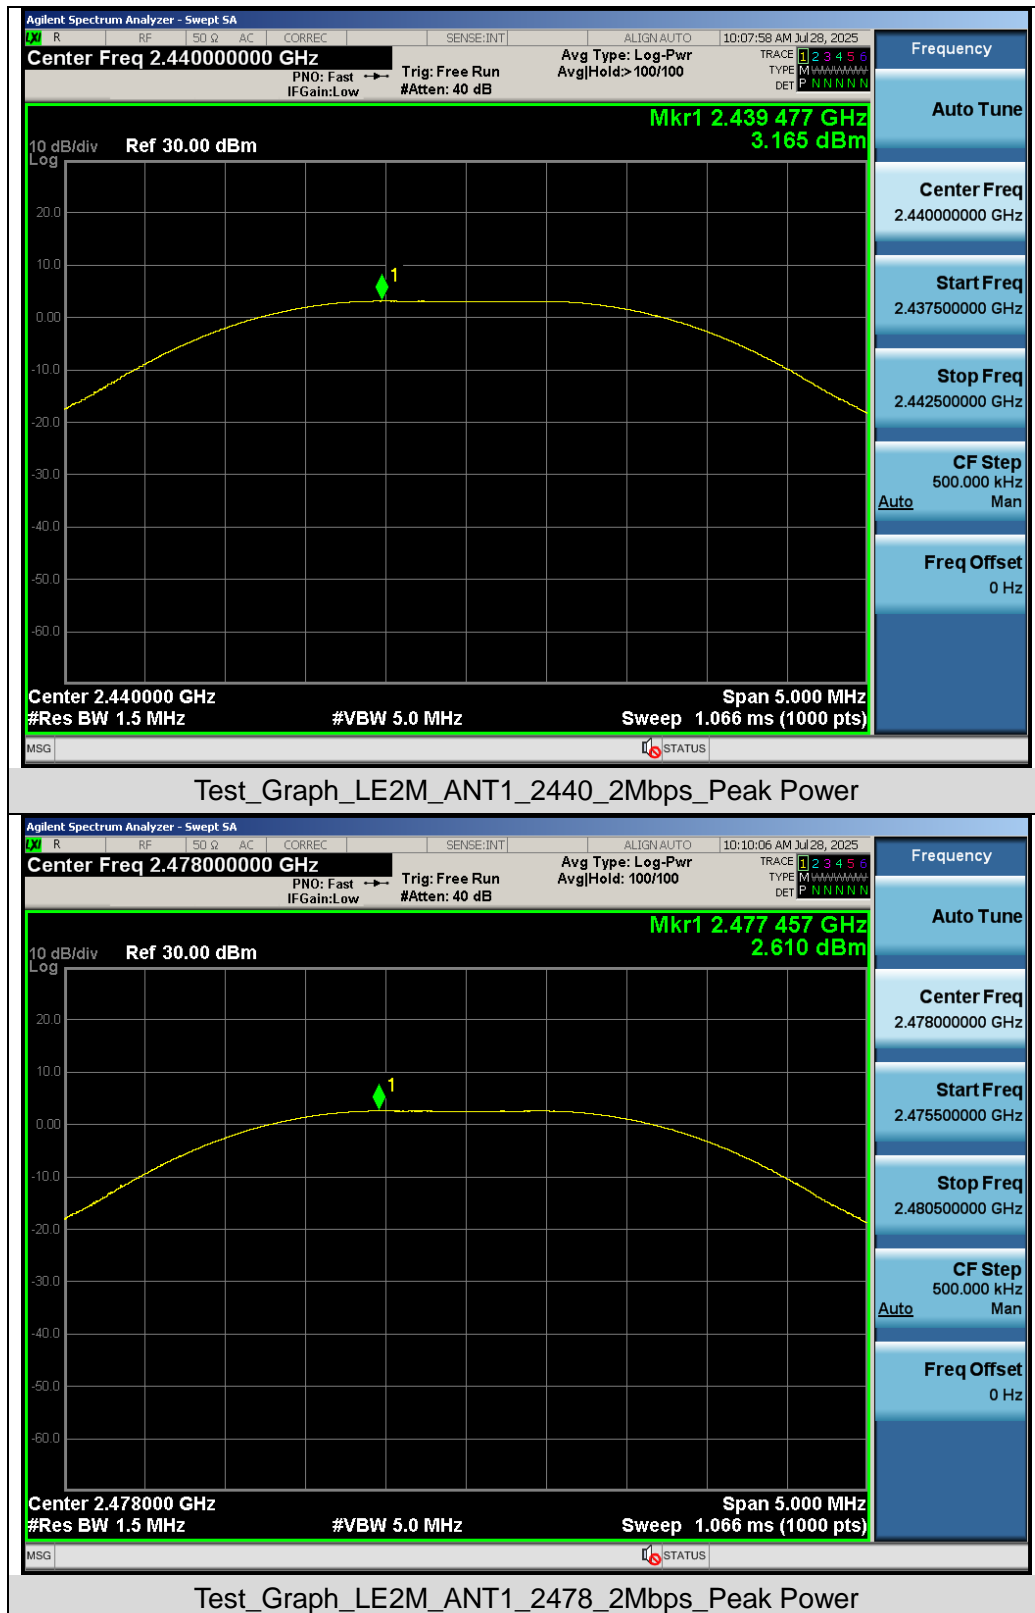 Agilent Spectrum Analyzer - Swept SA
LXI R RF 50 Ω AC CORREC SENSE:INT ALIGN AUTO 10:07:58 AM Jul 28, 2025
Center Freq 2.440000000 GHz
PNO: Fast
IFGain:Low
Trig: Free Run
#Atten: 40 dB
Avg Type: Log-Pwr
Avg|Hold:>100/100
TRACE 1 2 3 4 5 6
TYPE M
DET P N N N N N
Mkr1 2.439 477 GHz
3.165 dBm
10 dB/div Ref 30.00 dBm
Log
20.0
10.0
1
0.00
-10.0
-20.0
-30.0
-40.0
-50.0
-60.0
Center 2.440000 GHz Span 5.000 MHz
#Res BW 1.5 MHz #VBW 5.0 MHz Sweep 1.066 ms (1000 pts)
MSG STATUS
Frequency
Auto Tune
Center Freq
2.440000000 GHz
Start Freq
2.437500000 GHz
Stop Freq
2.442500000 GHz
CF Step
500.000 kHz
Auto Man
Freq Offset
0 Hz
Test_Graph_LE2M_ANT1_2440_2Mbps_Peak Power
Agilent Spectrum Analyzer - Swept SA
LXI R RF 50 Ω AC CORREC SENSE:INT ALIGN AUTO 10:10:06 AM Jul 28, 2025
Center Freq 2.478000000 GHz
PNO: Fast
IFGain:Low
Trig: Free Run
#Atten: 40 dB
Avg Type: Log-Pwr
Avg|Hold: 100/100
TRACE 1 2 3 4 5 6
TYPE M
DET P N N N N N
Mkr1 2.477 457 GHz
2.610 dBm
10 dB/div Ref 30.00 dBm
Log
20.0
10.0
1
0.00
-10.0
-20.0
-30.0
-40.0
-50.0
-60.0
Center 2.478000 GHz Span 5.000 MHz
#Res BW 1.5 MHz #VBW 5.0 MHz Sweep 1.066 ms (1000 pts)
MSG STATUS
Frequency
Auto Tune
Center Freq
2.478000000 GHz
Start Freq
2.475500000 GHz
Stop Freq
2.480500000 GHz
CF Step
500.000 kHz
Auto Man
Freq Offset
0 Hz
Test_Graph_LE2M_ANT1_2478_2Mbps_Peak Power